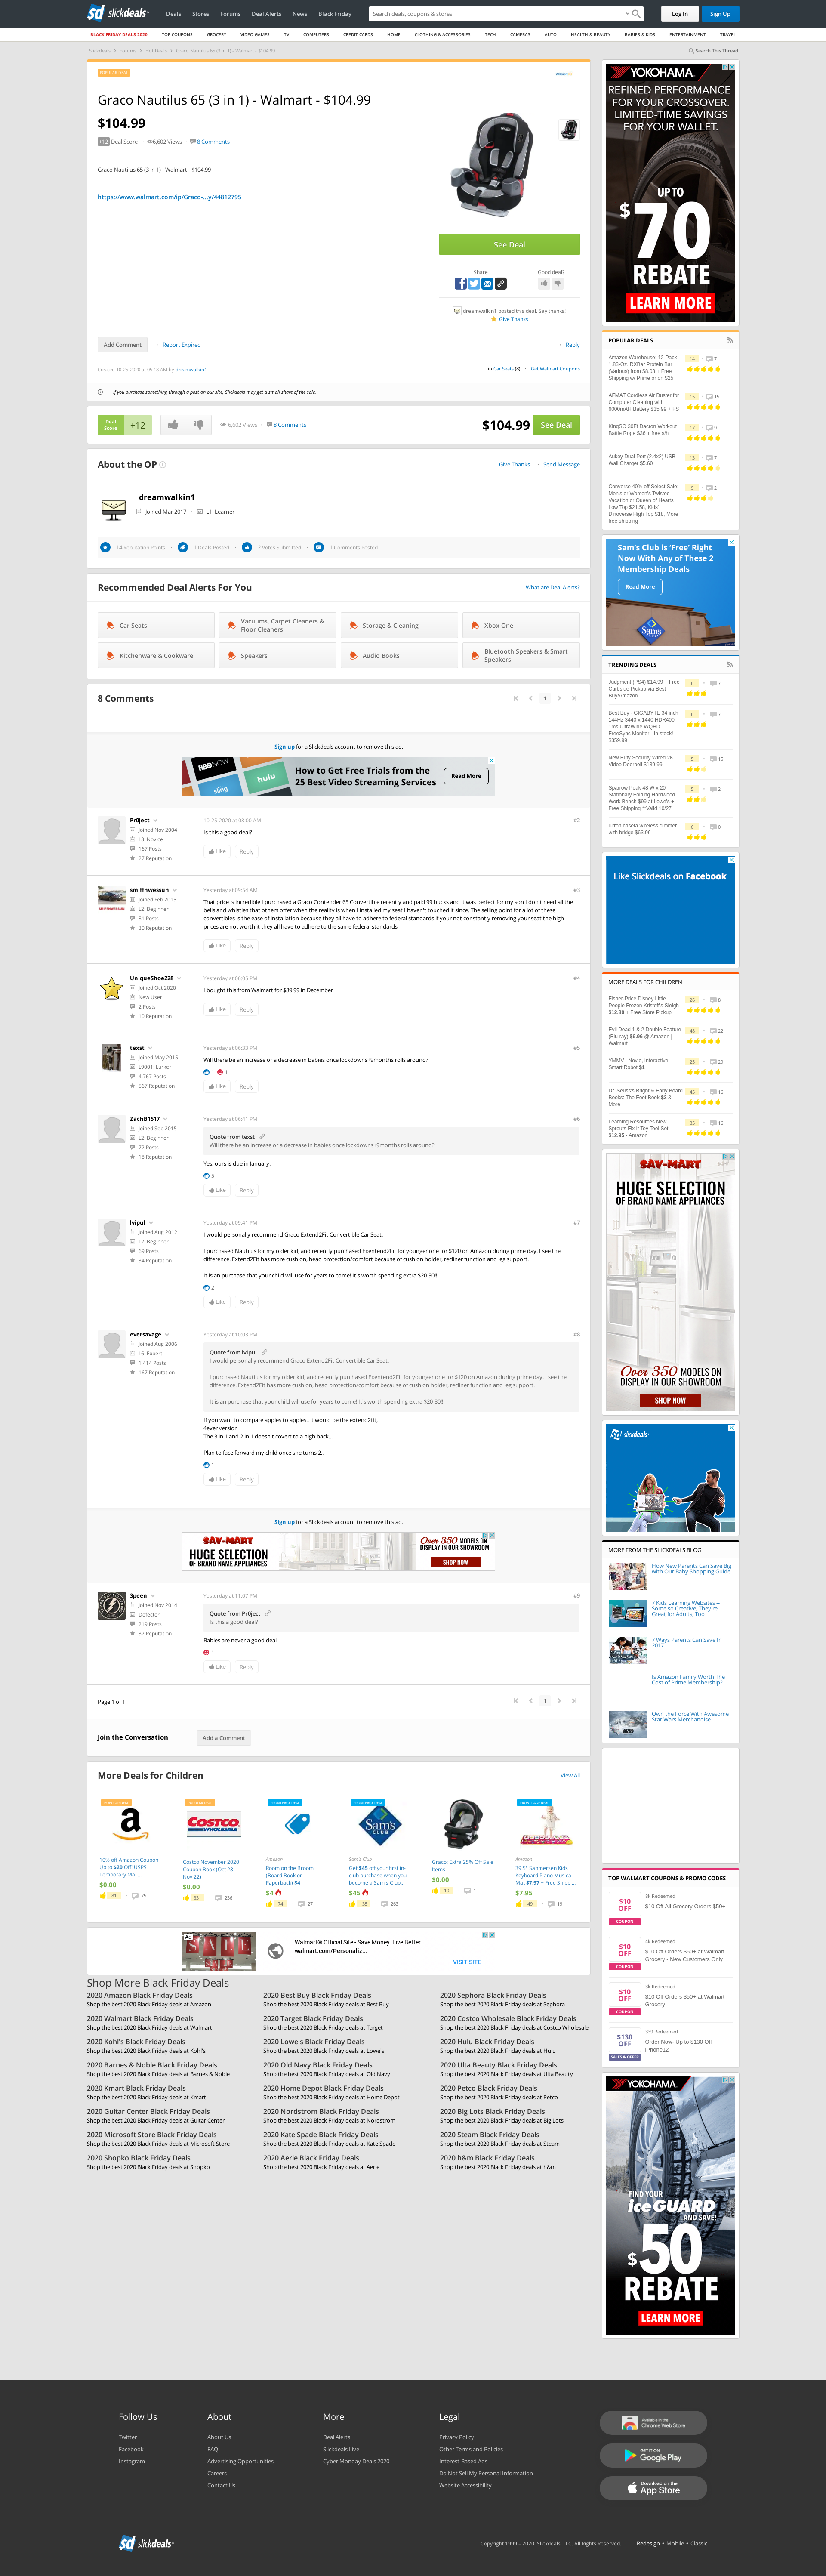 slickdeals
Deals Stores Forums Deal Alerts News Black Friday
Search deals, coupons & stores
Log In Sign Up
BLACK FRIDAY DEALS 2020 TOP COUPONS GROCERY VIDEO GAMES TV COMPUTERS CREDIT CARDS HOME CLOTHING & ACCESSORIES TECH CAMERAS AUTO HEALTH & BEAUTY BABIES & KIDS ENTERTAINMENT TRAVEL
Slickdeals > Forums > Hot Deals > Graco Nautilus 65 (3 in 1) - Walmart - $104.99
Search This Thread
POPULAR DEAL
Walmart
Graco Nautilus 65 (3 in 1) - Walmart - $104.99
$104.99
+12 Deal Score 6,602 Views 8 Comments
Graco Nautilus 65 (3 in 1) - Walmart - $104.99
https://www.walmart.com/ip/Graco-...y/44812795
See Deal
Share Good deal?
dreamwalkin1 posted this deal. Say thanks!
Give Thanks
Add Comment Report Expired Reply
Created 10-25-2020 at 05:18 AM by dreamwalkin1
in Car Seats (8) Get Walmart Coupons
If you purchase something through a post on our site, Slickdeals may get a small share of the sale.
Deal Score +12
6,602 Views 8 Comments
$104.99 See Deal
About the OP
Give Thanks Send Message
dreamwalkin1
Joined Mar 2017 L1: Learner
14 Reputation Points 1 Deals Posted 2 Votes Submitted 1 Comments Posted
Recommended Deal Alerts For You
What are Deal Alerts?
Car Seats
Vacuums, Carpet Cleaners & Floor Cleaners
Storage & Cleaning
Xbox One
Kitchenware & Cookware
Speakers
Audio Books
Bluetooth Speakers & Smart Speakers
8 Comments
1
Sign up for a Slickdeals account to remove this ad.
HBO NOW
sling
hulu
How to Get Free Trials from the
25 Best Video Streaming Services
Read More
Pr0ject
Joined Nov 2004
L3: Novice
167 Posts
27 Reputation
10-25-2020 at 08:00 AM
#2
Is this a good deal?
Like Reply
smiffnwessun
Joined Feb 2015
L2: Beginner
81 Posts
30 Reputation
Yesterday at 09:54 AM
#3
That price is incredible I purchased a Graco Contender 65 Convertible recently and paid 99 bucks and it was perfect for my son I don't need all the
bells and whistles that others offer when the reality is when I installed my seat I haven't touched it since. The selling point for a lot of these
convertibles is the ease of installation because they all have to adhere to federal standards if your not constantly removing your seat the high
prices are not worth it they all have to adhere to the same federal standards
Like Reply
UniqueShoe228
Joined Oct 2020
New User
2 Posts
10 Reputation
Yesterday at 06:05 PM
#4
I bought this from Walmart for $89.99 in December
Like Reply
texst
Joined May 2015
L9001: Lurker
4,767 Posts
567 Reputation
Yesterday at 06:33 PM
#5
Will there be an increase or a decrease in babies once lockdowns+9months rolls around?
1 1
Like Reply
ZachB1517
Joined Sep 2015
L2: Beginner
72 Posts
18 Reputation
Yesterday at 06:41 PM
#6
Quote from texst
Will there be an increase or a decrease in babies once lockdowns+9months rolls around?
Yes, ours is due in January.
5
Like Reply
lvipul
Joined Aug 2012
L2: Beginner
69 Posts
34 Reputation
Yesterday at 09:41 PM
#7
I would personally recommend Graco Extend2Fit Convertible Car Seat.
I purchased Nautilus for my older kid, and recently purchased Exentend2Fit for younger one for $120 on Amazon during prime day. I see the
difference. Extend2Fit has more cushion, head protection/comfort because of cushion holder, recliner function and leg support.
It is an purchase that your child will use for years to come! It's worth spending extra $20-30$!
2
Like Reply
eversavage
Joined Aug 2006
L6: Expert
1,414 Posts
167 Reputation
Yesterday at 10:03 PM
#8
Quote from lvipul
I would personally recommend Graco Extend2Fit Convertible Car Seat.
I purchased Nautilus for my older kid, and recently purchased Exentend2Fit for younger one for $120 on Amazon during prime day. I see the
difference. Extend2Fit has more cushion, head protection/comfort because of cushion holder, recliner function and leg support.
It is an purchase that your child will use for years to come! It's worth spending extra $20-30$!
If you want to compare apples to apples.. it would be the extend2fit,
4ever version
The 3 in 1 and 2 in 1 doesn't covert to a high back...
Plan to face forward my child once she turns 2..
1
Like Reply
Sign up for a Slickdeals account to remove this ad.
SAV-MART
HUGE SELECTION
OF BRAND NAME APPLIANCES
OVER 350 MODELS
ON DISPLAY IN OUR SHOWROOM
SHOP NOW
3peen
Joined Nov 2014
Defector
219 Posts
37 Reputation
Yesterday at 11:07 PM
#9
Quote from Pr0ject
Is this a good deal?
Babies are never a good deal
1
Like Reply
Page 1 of 1
1
Join the Conversation Add a Comment
More Deals for Children
View All
POPULAR DEAL
10% off Amazon Coupon
Up to $20 Off: USPS
Temporary Mail...
$0.00
81 75
POPULAR DEAL
COSTCO WHOLESALE
Costco November 2020
Coupon Book (Oct 28 -
Nov 22)
$0.00
321 236
FRONTPAGE DEAL
Amazon
Room on the Broom
(Board Book or
Paperback) $4
$4
74 27
FRONTPAGE DEAL
Sam's Club
Sam's Club
Get $45 off your first in-
club purchase when you
become a Sam's Club...
$45
135 263
Graco: Extra 25% Off Sale
Items
$0.00
10 1
FRONTPAGE DEAL
Amazon
39.5" Sanmersen Kids
Keyboard Piano Musical
Mat $7.97 + Free Shippi...
$7.95
49 19
Ad
Walmart® Official Site - Save Money. Live Better.
walmart.com/Personaliz...
VISIT SITE
Shop More Black Friday Deals
2020 Amazon Black Friday Deals
Shop the best 2020 Black Friday deals at Amazon
2020 Best Buy Black Friday Deals
Shop the best 2020 Black Friday deals at Best Buy
2020 Sephora Black Friday Deals
Shop the best 2020 Black Friday deals at Sephora
2020 Walmart Black Friday Deals
Shop the best 2020 Black Friday deals at Walmart
2020 Target Black Friday Deals
Shop the best 2020 Black Friday deals at Target
2020 Costco Wholesale Black Friday Deals
Shop the best 2020 Black Friday deals at Costco Wholesale
2020 Kohl's Black Friday Deals
Shop the best 2020 Black Friday deals at Kohl's
2020 Lowe's Black Friday Deals
Shop the best 2020 Black Friday deals at Lowe's
2020 Hulu Black Friday Deals
Shop the best 2020 Black Friday deals at Hulu
2020 Barnes & Noble Black Friday Deals
Shop the best 2020 Black Friday deals at Barnes & Noble
2020 Old Navy Black Friday Deals
Shop the best 2020 Black Friday deals at Old Navy
2020 Ulta Beauty Black Friday Deals
Shop the best 2020 Black Friday deals at Ulta Beauty
2020 Kmart Black Friday Deals
Shop the best 2020 Black Friday deals at Kmart
2020 Home Depot Black Friday Deals
Shop the best 2020 Black Friday deals at Home Depot
2020 Petco Black Friday Deals
Shop the best 2020 Black Friday deals at Petco
2020 Guitar Center Black Friday Deals
Shop the best 2020 Black Friday deals at Guitar Center
2020 Nordstrom Black Friday Deals
Shop the best 2020 Black Friday deals at Nordstrom
2020 Big Lots Black Friday Deals
Shop the best 2020 Black Friday deals at Big Lots
2020 Microsoft Store Black Friday Deals
Shop the best 2020 Black Friday deals at Microsoft Store
2020 Kate Spade Black Friday Deals
Shop the best 2020 Black Friday deals at Kate Spade
2020 Steam Black Friday Deals
Shop the best 2020 Black Friday deals at Steam
2020 Shopko Black Friday Deals
Shop the best 2020 Black Friday deals at Shopko
2020 Aerie Black Friday Deals
Shop the best 2020 Black Friday deals at Aerie
2020 h&m Black Friday Deals
Shop the best 2020 Black Friday deals at h&m
YOKOHAMA
REFINED PERFORMANCE
FOR YOUR CROSSOVER.
LIMITED-TIME SAVINGS
FOR YOUR WALLET.
UP TO
$70
REBATE
LEARN MORE
POPULAR DEALS
Amazon Warehouse: 12-Pack
1.83-Oz. RXBar Protein Bar
(Various) from $8.03 + Free
Shipping w/ Prime or on $25+
14 7
AFMAT Cordless Air Duster for
Computer Cleaning with
6000mAH Battery $35.99 + FS
15 15
KingSO 30Ft Dacron Workout
Battle Rope $36 + free s/h
17 9
Aukey Dual Port (2.4x2) USB
Wall Charger $5.60
13 7
Converse 40% off Select Sale:
Men's or Women's Twisted
Vacation or Queen of Hearts
Low Top $21.58, Kids'
Dinoverse High Top $18, More +
free shipping
9 2
Sam's Club is 'Free' Right
Now With Any of These 2
Membership Deals
Read More
Sam's
TRENDING DEALS
Judgment (PS4) $14.99 + Free
Curbside Pickup via Best
Buy/Amazon
6 7
Best Buy - GIGABYTE 34 inch
144Hz 3440 x 1440 HDR400
1ms UltraWide WQHD
FreeSync Monitor - In stock!
$359.99
6 7
New Eufy Security Wired 2K
Video Doorbell $139.99
5 15
Sparrow Peak 48 W x 20"
Stationary Folding Hardwood
Work Bench $99 at Lowe's +
Free Shipping **Valid 10/27
5 2
lutron caseta wireless dimmer
with bridge $63.96
6 0
Like Slickdeals on Facebook
MORE DEALS FOR CHILDREN
Fisher-Price Disney Little
People Frozen Kristoff's Sleigh
$12.80 + Free Store Pickup
26 8
Evil Dead 1 & 2 Double Feature
(Blu-ray) $6.96 @ Amazon |
Walmart
48 22
YMMV : Novie, Interactive
Smart Robot $1
25 29
Dr. Seuss's Bright & Early Board
Books: The Foot Book $3 &
More
41 16
Learning Resources New
Sprouts Fix It Toy Tool Set
$12.95 - Amazon
35 16
SAV-MART
HUGE SELECTION
OF BRAND NAME APPLIANCES
OVER 350 MODELS
ON DISPLAY IN OUR SHOWROOM
SHOP NOW
slickdeals
MORE FROM THE SLICKDEALS BLOG
How New Parents Can Save Big
with Our Baby Shopping Guide
7 Kids Learning Websites –
Some so Creative, They're
Great for Adults, Too
7 Ways Parents Can Save In
2017
Is Amazon Family Worth The
Cost of Prime Membership?
Own the Force With Awesome
Star Wars Merchandise
TOP WALMART COUPONS & PROMO CODES
$10 OFF
COUPON
8k Redeemed
$10 Off All Grocery Orders $50+
$10 OFF
COUPON
4k Redeemed
$10 Off Orders $50+ at Walmart
Grocery - New Customers Only
$10 OFF
COUPON
3k Redeemed
$10 Off Orders $50+ at Walmart
Grocery
$130 OFF
SALES & OFFER
339 Redeemed
Order Now· Up to $130 Off
iPhone12
YOKOHAMA
FIND YOUR
iceGUARD
AND SAVE!
$50
REBATE
LEARN MORE
Follow Us
Twitter
Facebook
Instagram
About
About Us
FAQ
Advertising Opportunities
Careers
Contact Us
More
Deal Alerts
Slickdeals Live
Cyber Monday Deals 2020
Legal
Privacy Policy
Other Terms and Policies
Interest-Based Ads
Do Not Sell My Personal Information
Website Accessibility
Available in the
Chrome Web Store
GET IT ON
Google Play
Download on the
App Store
slickdeals
Copyright 1999 – 2020. Slickdeals, LLC. All Rights Reserved. Redesign • Mobile • Classic